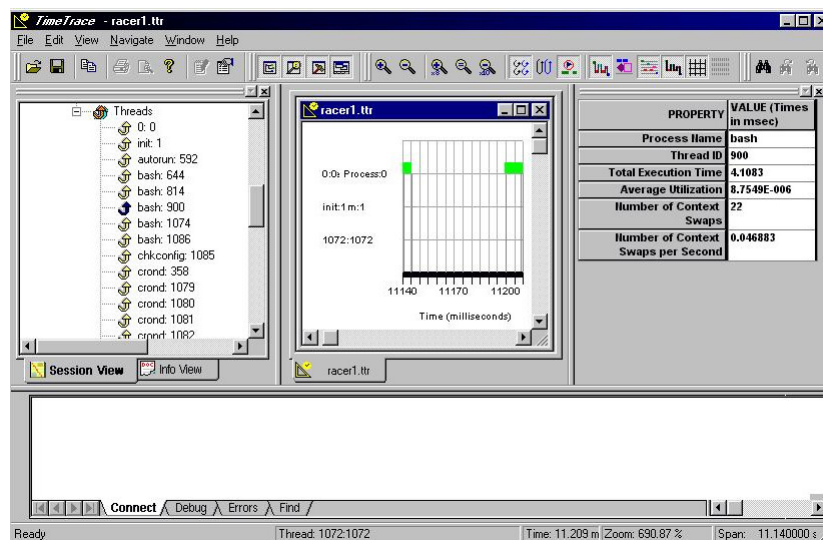 TimeTrace - racer1.ttr
File Edit View Navigate Window Help
Threads
0: 0
init: 1
autorun: 592
bash: 644
bash: 814
bash: 900
bash: 1074
bash: 1086
chkconfig: 1085
crond: 358
crond: 1079
crond: 1080
crond: 1081
crond: 1082
Session View
Info View
racer1.ttr
0:0: Process:0
init:1 m:1
1072:1072
11140 11170 11200
Time (milliseconds)
racer1.ttr
PROPERTY VALUE (Times in msec)
Process Name bash
Thread ID 900
Total Execution Time 4.1083
Average Utilization 8.7549E-006
Number of Context Swaps 22
Number of Context Swaps per Second 0.046883
Connect Debug Errors Find
Ready Thread: 1072:1072 Time: 11.209 m Zoom: 690.87 % Span: 11.140000 s